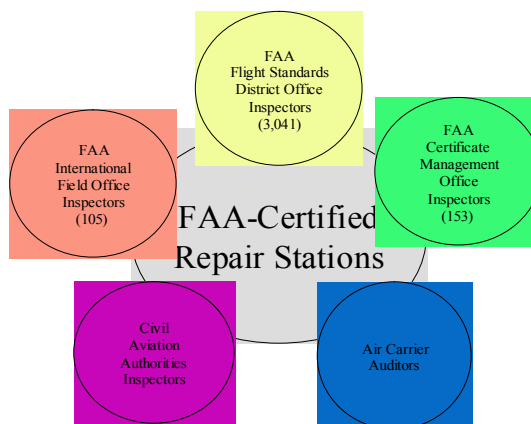 FAA
Flight Standards
District Office
Inspectors
(3,041)
FAA
International
Field Office
Inspectors
(105)
FAA
Certificate
Management
Office
Inspectors
(153)
FAA-Certified
Repair Stations
Civil
Aviation
Authorities
Inspectors
Air Carrier
Auditors